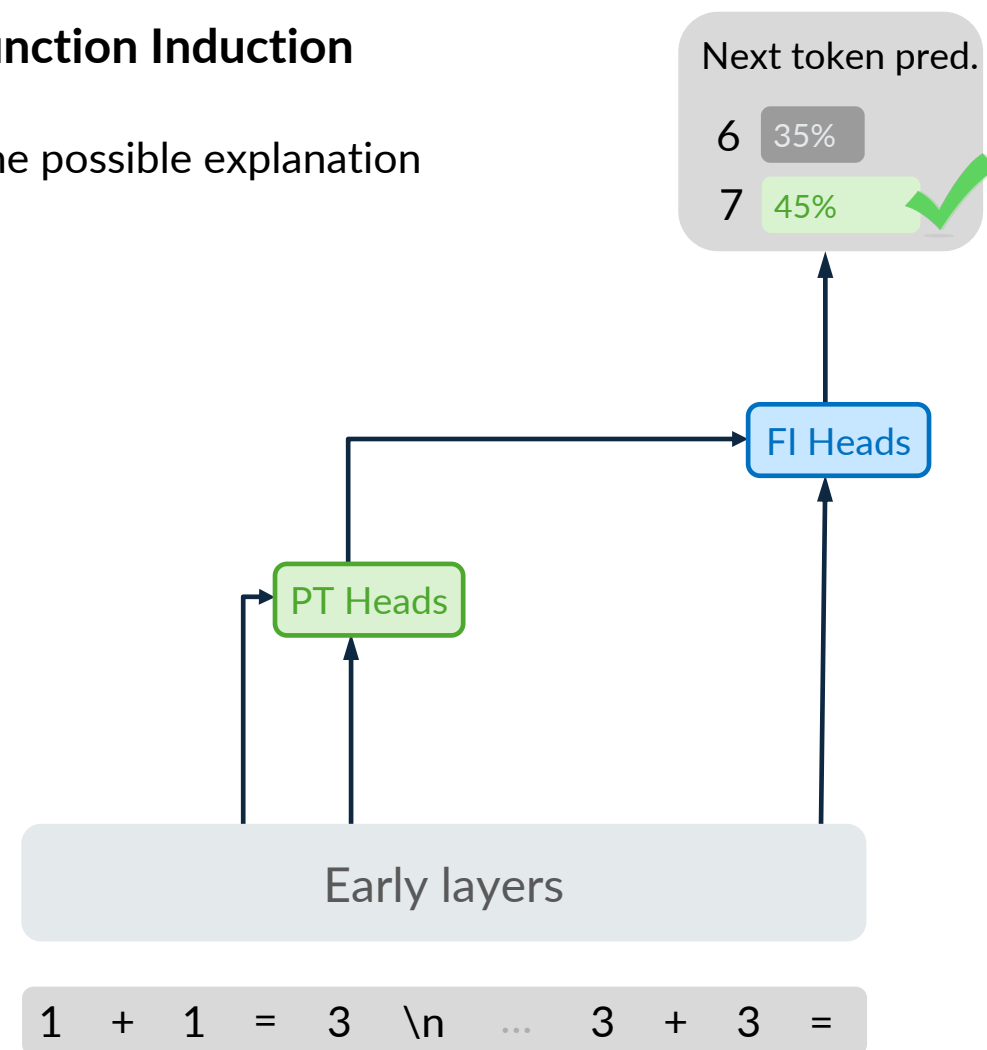 nction Induction
ne possible explanation
Next token pred.
6 35%
7 45%
FI Heads
PT Heads
Early layers
1 + 1 = 3 \n ... 3 + 3 =